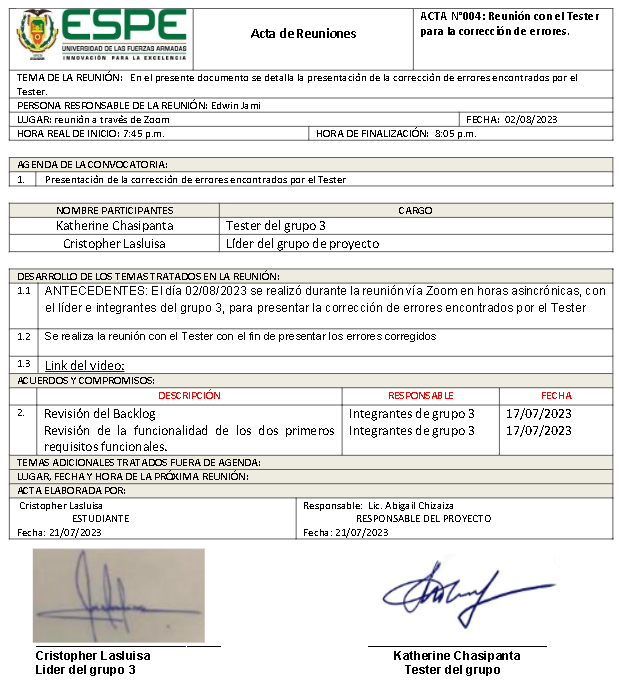 ESPE
UNIVERSIDAD DE LAS FUERZAS ARMADAS
INNOVACIÓN PARA LA EXCELENCIA
Acta de Reuniones
ACTA N°004: Reunión con el Tester
para la corrección de errores.
TEMA DE LA REUNIÓN: En el presente documento se detalla la presentación de la corrección de errores encontrados por el
Tester.
PERSONA RESPONSABLE DE LA REUNIÓN: Edwin Jami
LUGAR: reunión a través de Zoom
FECHA: 02/08/2023
HORA REAL DE INICIO: 7:45 p.m.
HORA DE FINALIZACIÓN: 8:05 p.m.
AGENDA DE LA CONVOCATORIA:
1. Presentación de la corrección de errores encontrados por el Tester
NOMBRE PARTICIPANTES CARGO
Katherine Chasipanta Tester del grupo 3
Cristopher Lasluisa Líder del grupo de proyecto
DESARROLLO DE LOS TEMAS TRATADOS EN LA REUNIÓN:
1.1 ANTECEDENTES: El día 02/08/2023 se realizó durante la reunión vía Zoom en horas asincrónicas, con
el líder e integrantes del grupo 3, para presentar la corrección de errores encontrados por el Tester
1.2 Se realiza la reunión con el Tester con el fin de presentar los errores corregidos
1.3 Link del video:
ACUERDOS Y COMPROMISOS:
DESCRIPCIÓN RESPONSABLE FECHA
2. Revisión del Backlog Integrantes de grupo 3 17/07/2023
Revisión de la funcionalidad de los dos primeros Integrantes de grupo 3 17/07/2023
requisitos funcionales.
TEMAS ADICIONALES TRATADOS FUERA DE AGENDA:
LUGAR, FECHA Y HORA DE LA PRÓXIMA REUNIÓN:
ACTA ELABORADA POR:
Cristopher Lasluisa
ESTUDIANTE
Fecha: 21/07/2023
Responsable: Lic. Abigail Chizaiza
RESPONSABLE DEL PROYECTO
Fecha: 21/07/2023
Cristopher Lasluisa
Lider del grupo 3
Katherine Chasipanta
Tester del grupo